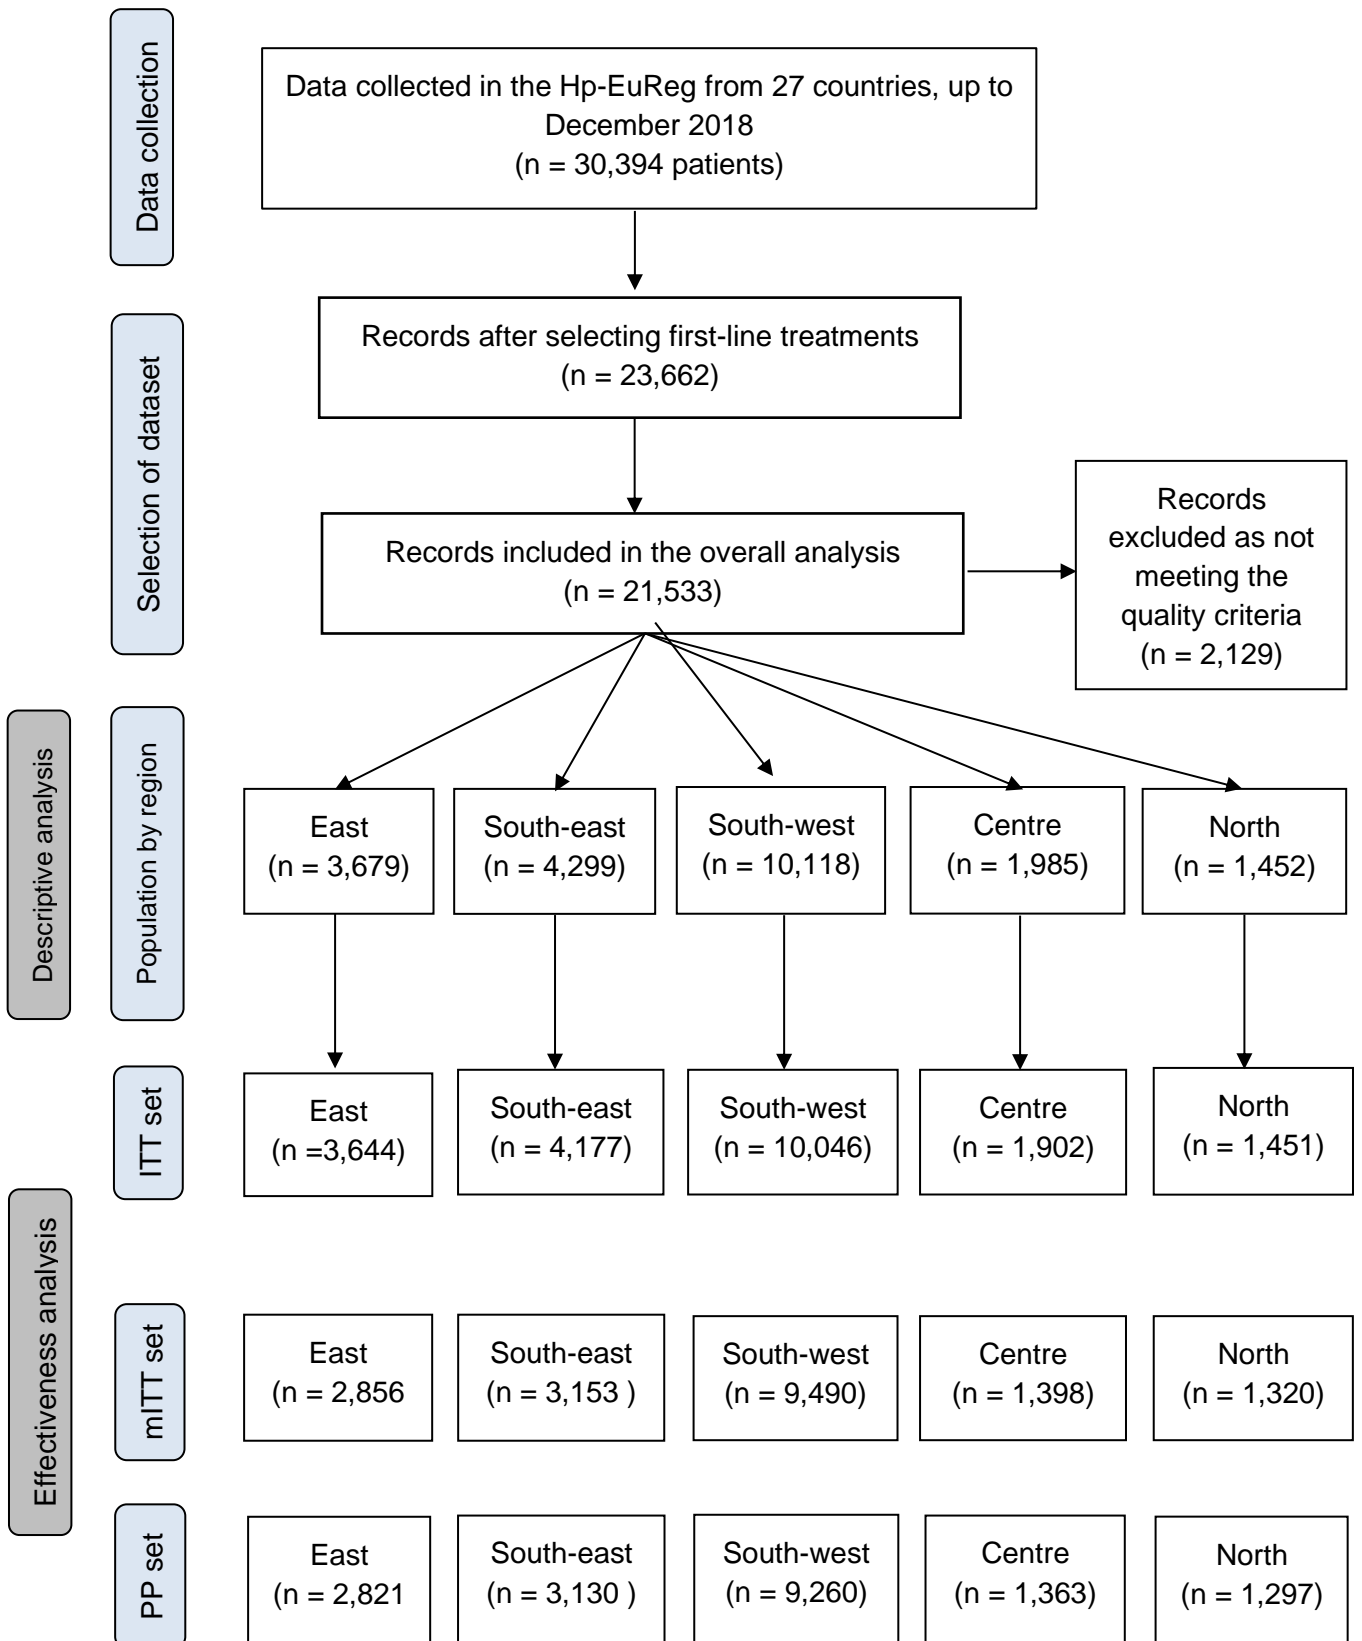 Data collection
Data collected in the Hp-EuReg from 27 countries, up to
December 2018
(n = 30,394 patients)
Selection of dataset
Records after selecting first-line treatments
(n = 23,662)
Records included in the overall analysis
(n = 21,533)
Records
excluded as not
meeting the
quality criteria
(n = 2,129)
Descriptive analysis
Population by region
East
(n = 3,679)
South-east
(n = 4,299)
South-west
(n = 10,118)
Centre
(n = 1,985)
North
(n = 1,452)
ITT set
East
(n =3,644)
South-east
(n = 4,177)
South-west
(n = 10,046)
Centre
(n = 1,902)
North
(n = 1,451)
Effectiveness analysis
mITT set
East
(n = 2,856
South-east
(n = 3,153 )
South-west
(n = 9,490)
Centre
(n = 1,398)
North
(n = 1,320)
PP set
East
(n = 2,821
South-east
(n = 3,130 )
South-west
(n = 9,260)
Centre
(n = 1,363)
North
(n = 1,297)